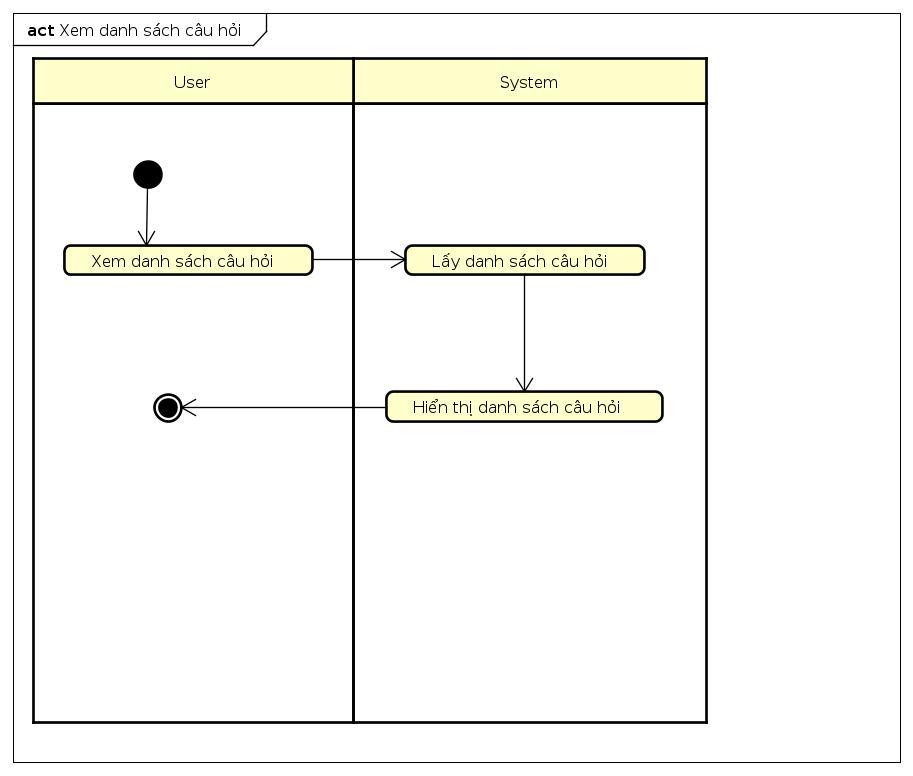 act Xem danh sách câu hỏi
User
System
Xem danh sách câu hỏi
Lấy danh sách câu hỏi
Hiển thị danh sách câu hỏi